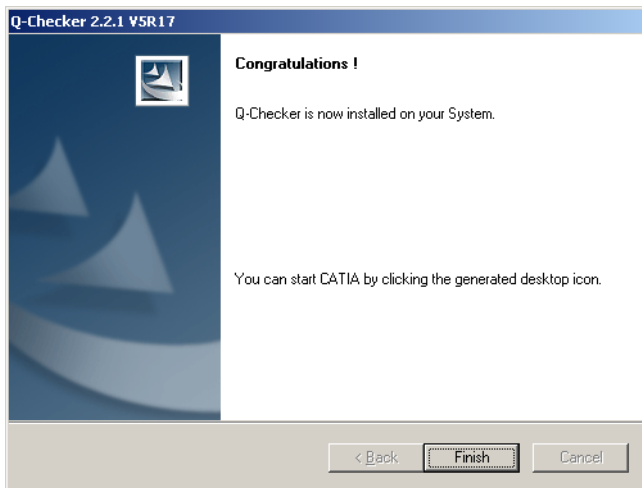 Q-Checker 2.2.1 V5R17
Congratulations !
Q-Checker is now installed on your System.
You can start CATIA by clicking the generated desktop icon.
< Back
Finish
Cancel